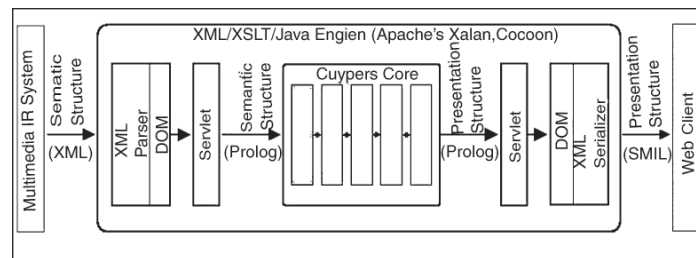 XML/XSLT/Java Engien (Apache's Xalan,Cocoon)
Multimedia IR System
Sematic
Structure
(XML)
XML
Parser
DOM
Servlet
Semantic
Structure
(Prolog)
Cuypers Core
Presentation
Structure
(Prolog)
Servlet
DOM
XML
Serializer
Presentation
Structure
(SMIL)
Web Client